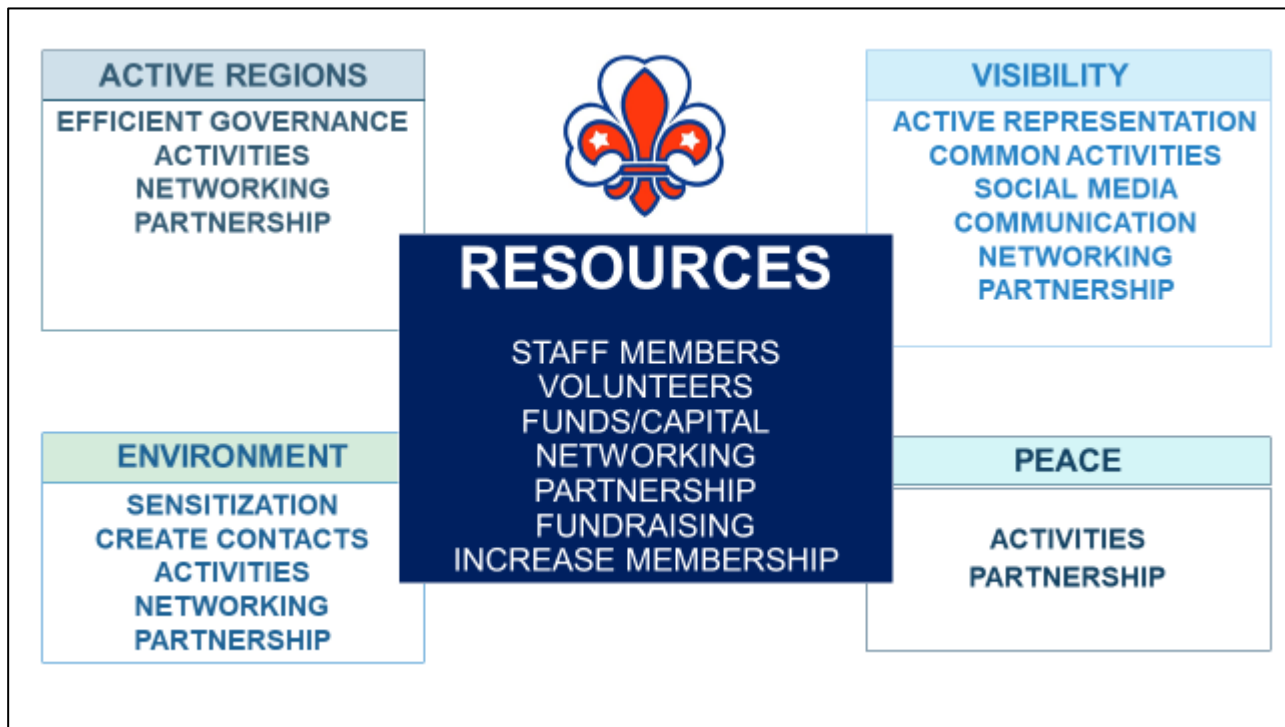 ACTIVE REGIONS
EFFICIENT GOVERNANCE
ACTIVITIES
NETWORKING
PARTNERSHIP
VISIBILITY
ACTIVE REPRESENTATION
COMMON ACTIVITIES
SOCIAL MEDIA
COMMUNICATION
NETWORKING
PARTNERSHIP
RESOURCES
STAFF MEMBERS
VOLUNTEERS
FUNDS/CAPITAL
NETWORKING
PARTNERSHIP
FUNDRAISING
INCREASE MEMBERSHIP
ENVIRONMENT
SENSITIZATION
CREATE CONTACTS
ACTIVITIES
NETWORKING
PARTNERSHIP
PEACE
ACTIVITIES
PARTNERSHIP